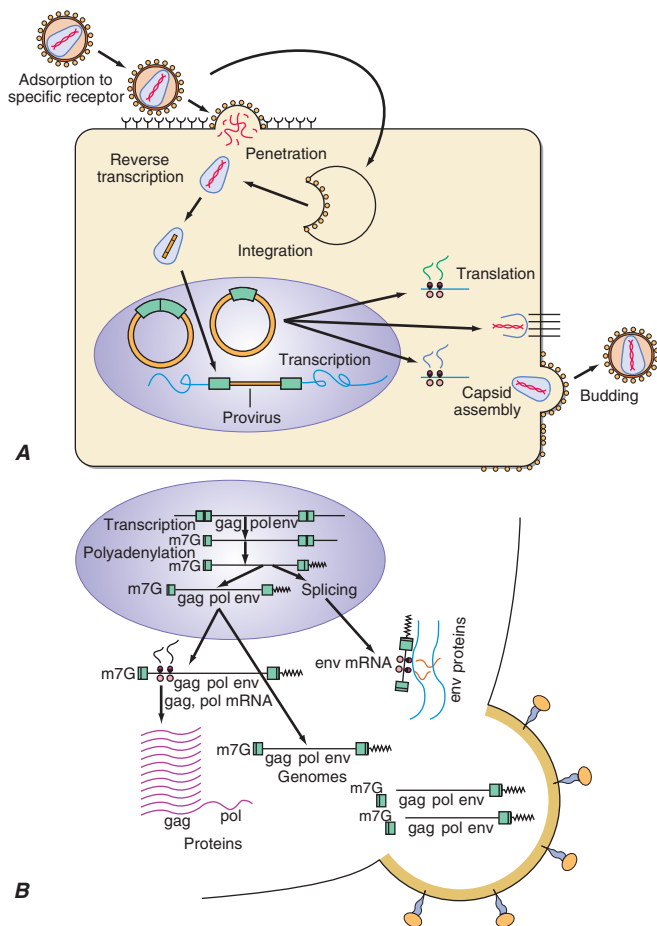 Adsorption to
specific receptor
Penetration
Reverse
transcription
Integration
Translation
Transcription
Provirus
Capsid
assembly
Budding
A
Transcription
gag pol env
m7G
Polyadenylation
m7G
m7G
gag pol env
Splicing
env mRNA
env proteins
m7G
gag pol env
gag, pol mRNA
m7G
gag pol env
Genomes
gag
pol
Proteins
m7G
gag pol env
m7G
gag pol env
B